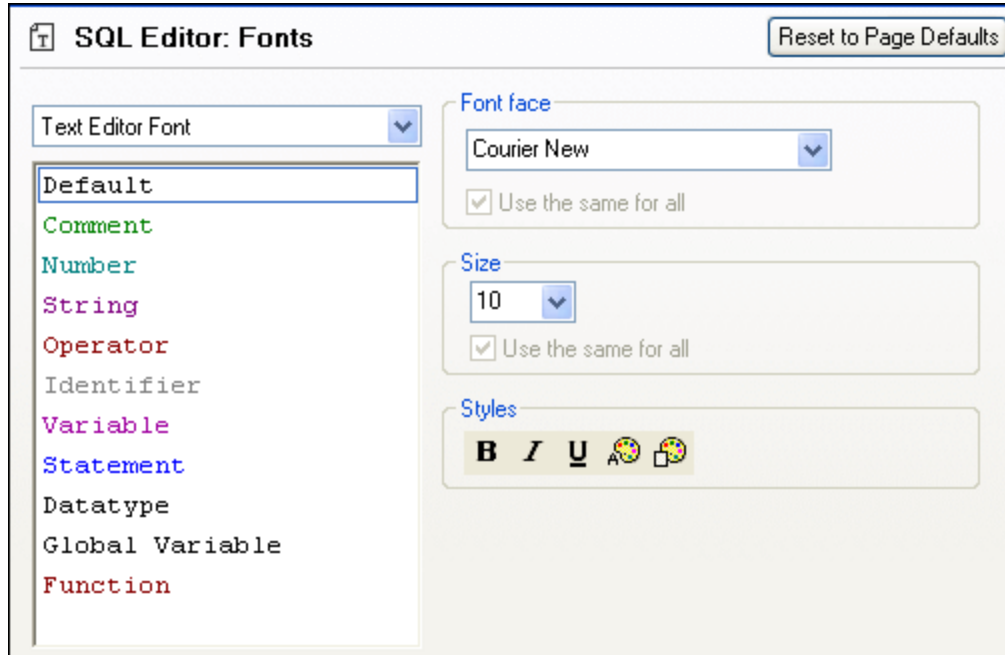 SQL Editor: Fonts
Reset to Page Defaults
Text Editor Font
Default
Comment
Number
String
Operator
Identifier
Variable
Statement
Datatype
Global Variable
Function
Font face
Courier New
Use the same for all
Size
10
Use the same for all
Styles
B I U